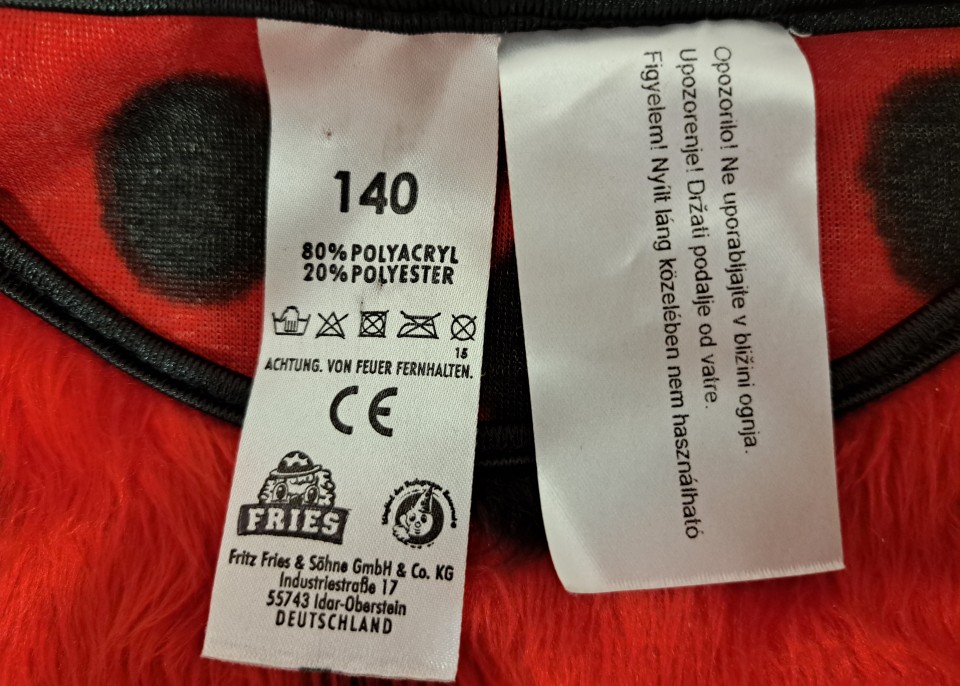 140
80% POLYACRYL
20% POLYESTER
15
ACHTUNG. VON FEUER FERNHALTEN.
CE
FRIES
Fritz Fries & Söhne GmbH & Co. KG
Industriestraße 17
55743 Idar-Oberstein
DEUTSCHLAND
Opozorilo! Ne uporabljajte v bližini ognja.
Upozorenje! Držati podalje od vatre.
Figyelem! Nyílt láng közelében nem használható